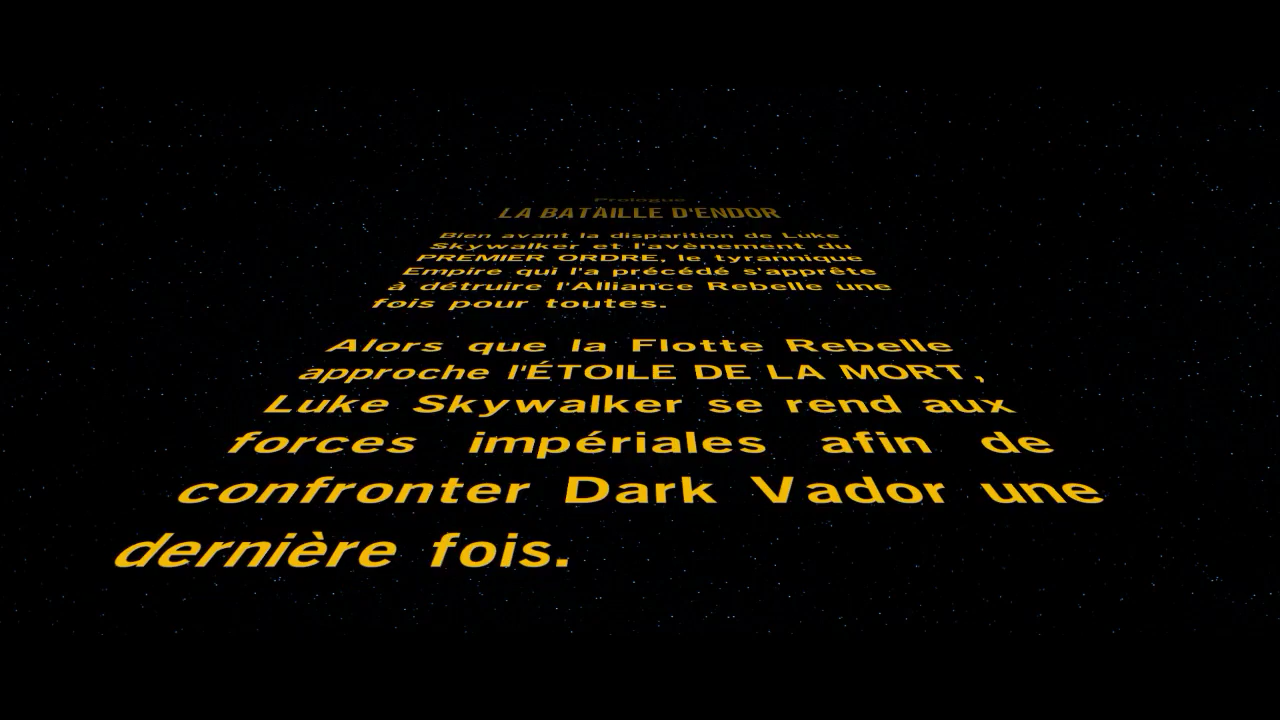 Prologue
LA BATAILLE D'ENDOR
Bien avant la disparition de Luke
Skywalker et l'avènement du
PREMIER ORDRE, le tyrannique
Empire qui l'a précédé s'apprête
à détruire l'Alliance Rebelle une
fois pour toutes.
Alors que la Flotte Rebelle
approche l'ÉTOILE DE LA MORT,
Luke Skywalker se rend aux
forces impériales afin de
confronter Dark Vador une
dernière fois.